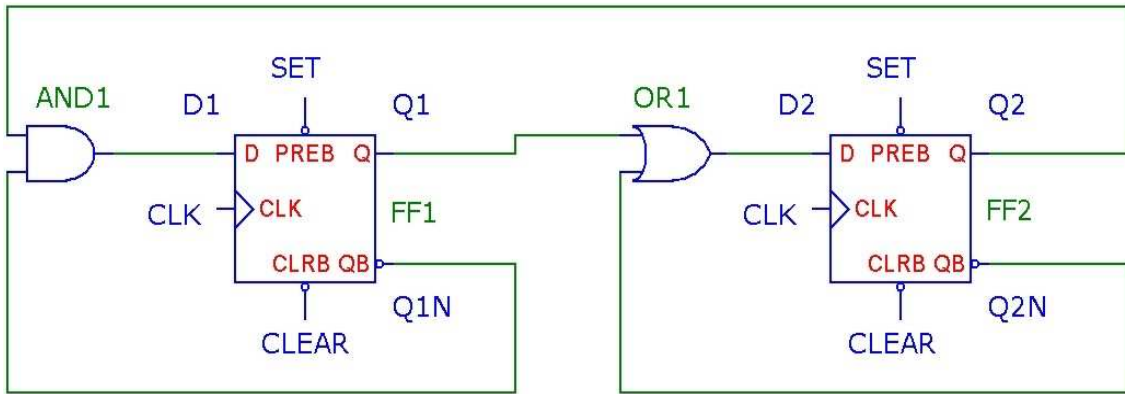 SET SET
AND1 D1 Q1 OR1 D2 Q2
D PREB Q D PREB Q
CLK CLK FF1 CLK CLK FF2
CLRB QB CLRB QB
Q1N Q2N
CLEAR CLEAR